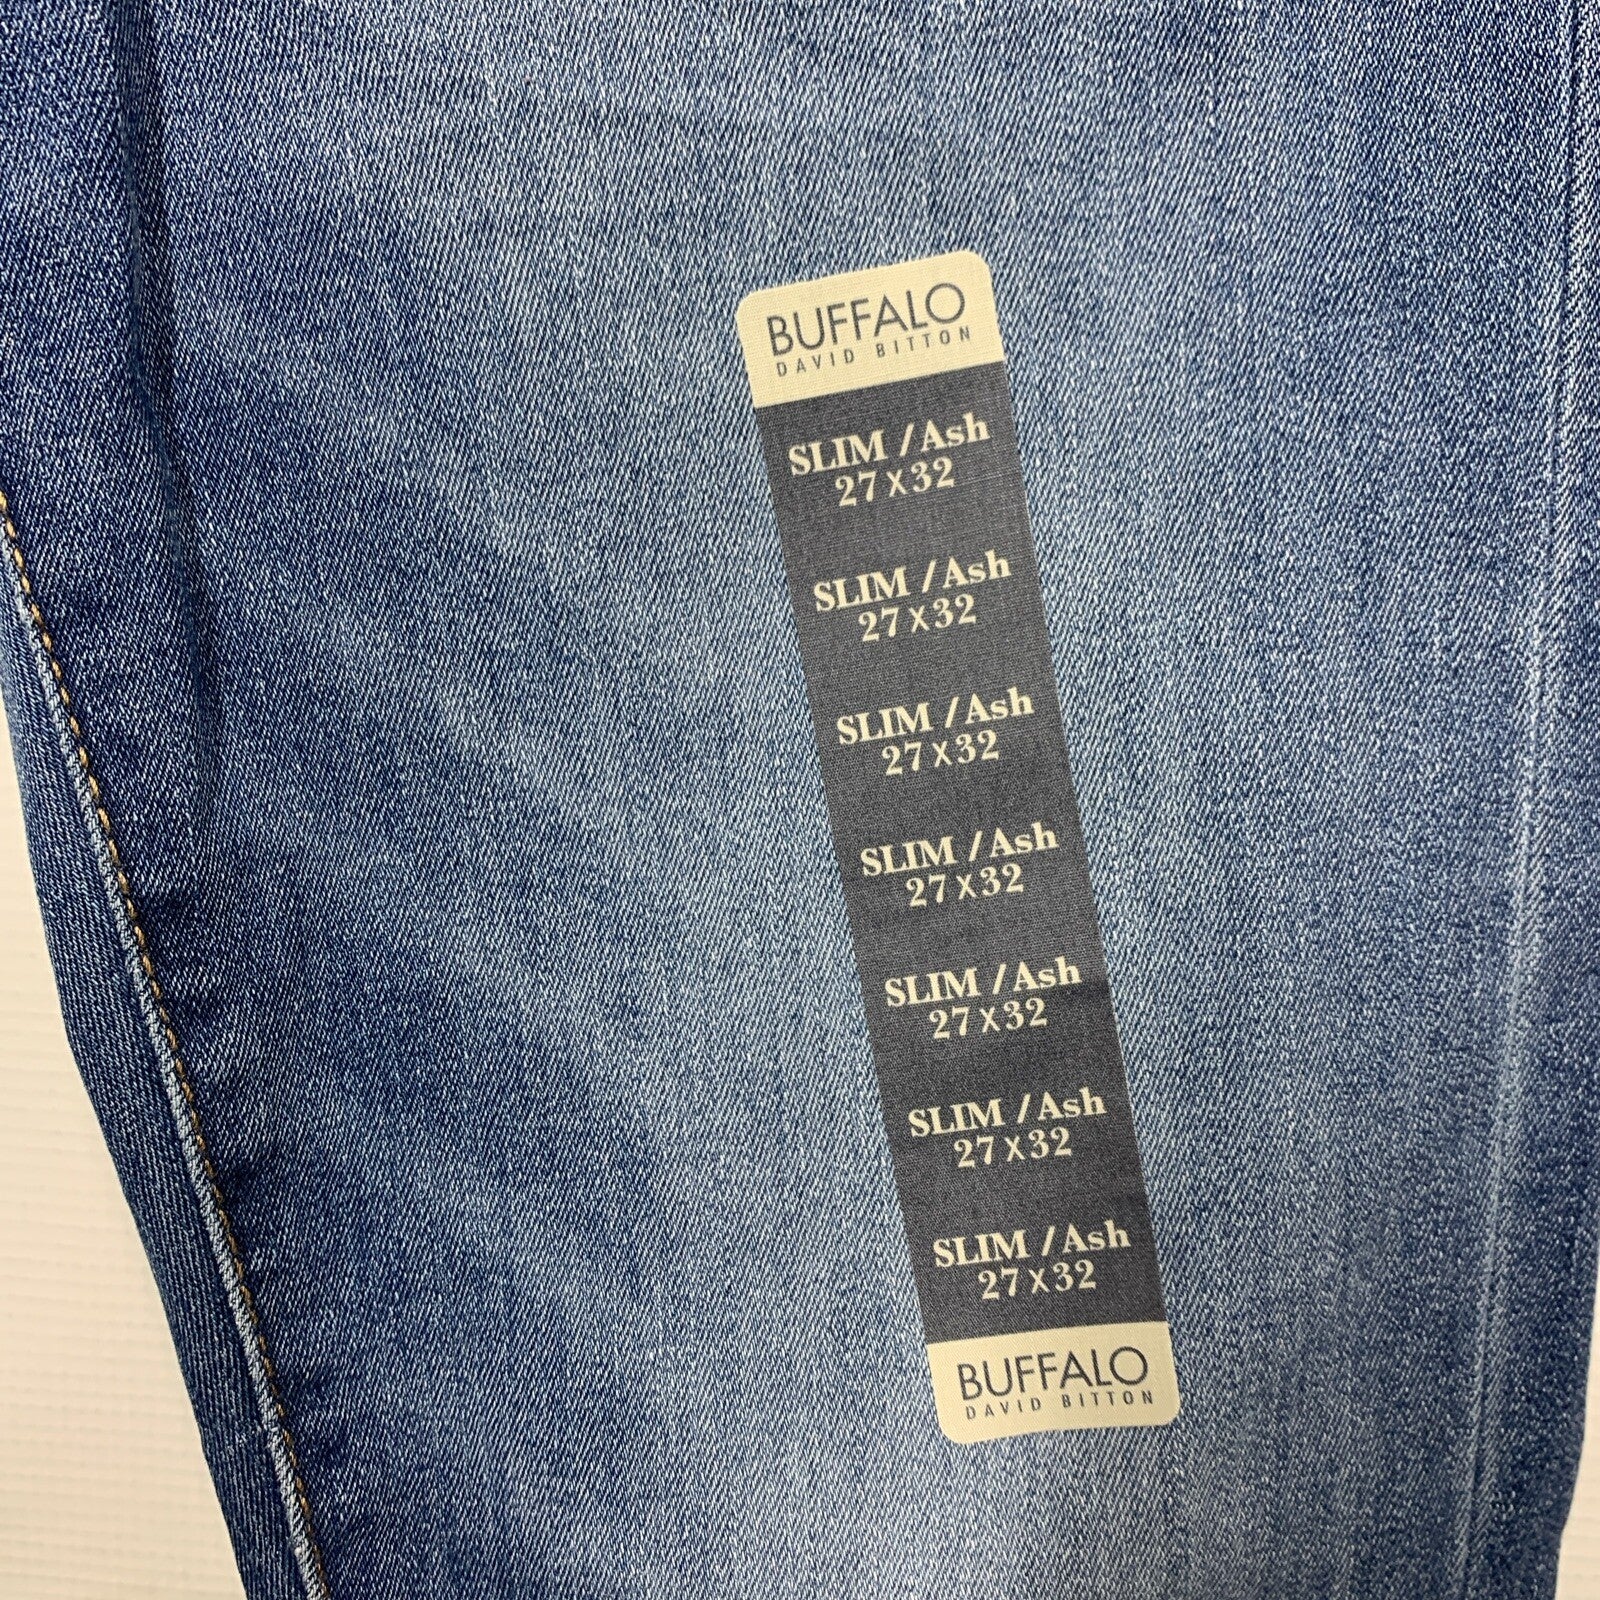 BUFFALO
DAVID BITTON
SLIM /Ash
27 X 32
SLIM /Ash
27 X 32
SLIM /Ash
27 X 32
SLIM /Ash
27 X 32
SLIM /Ash
27 X 32
SLIM /Ash
27 X 32
SLIM /Ash
27 X 32
BUFFALO
DAVID BITTON